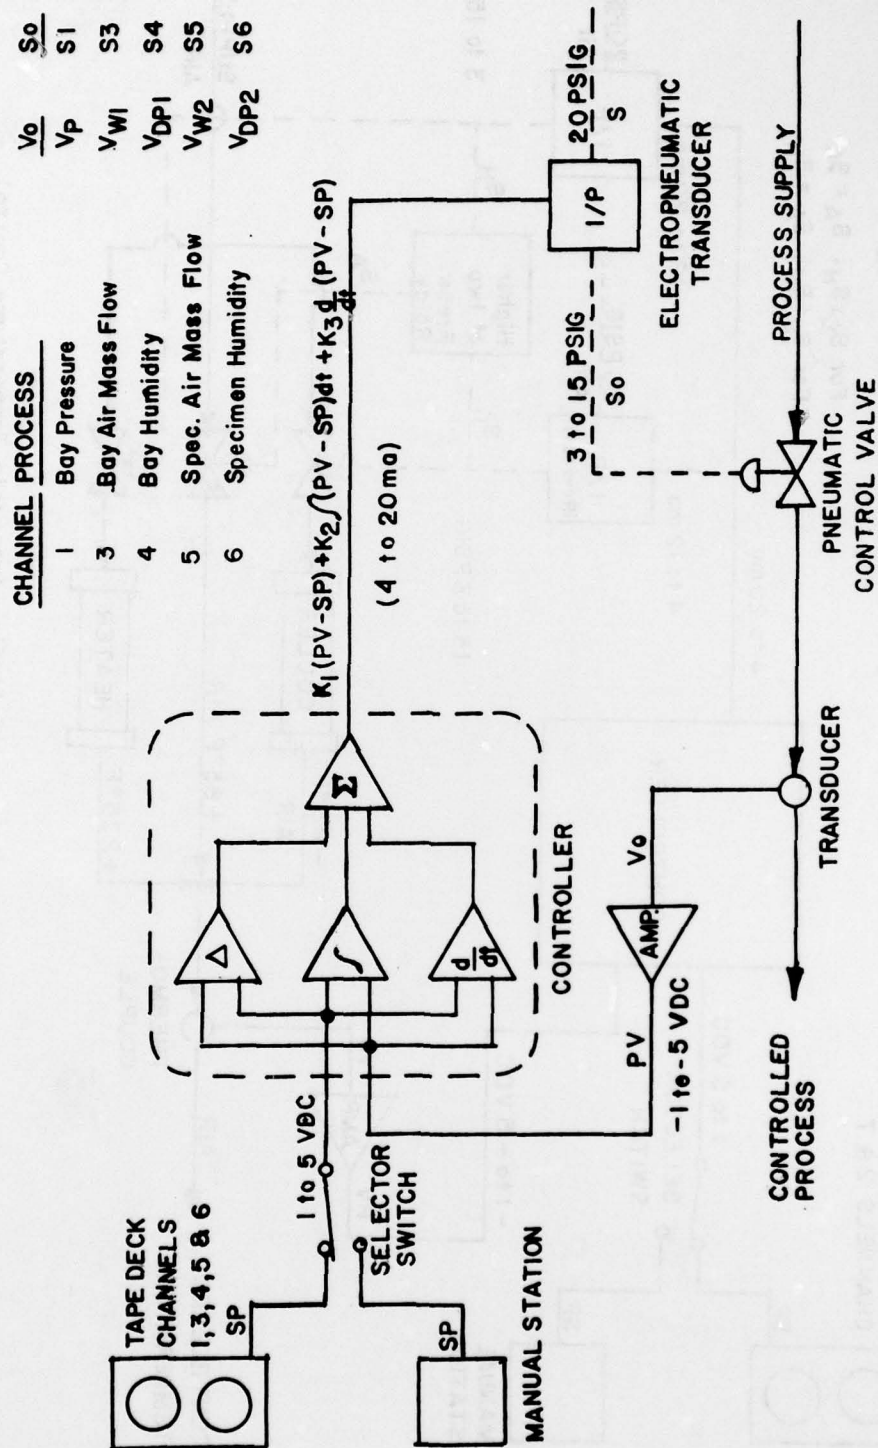 CHANNEL PROCESS Vo So
1 Bay Pressure VP S1
3 Bay Air Mass Flow VW1 S3
4 Bay Humidity VDP1 S4
5 Spec. Air Mass Flow VW2 S5
6 Specimen Humidity VDP2 S6
TAPE DECK
CHANNELS
1,3,4,5 & 6
SP
1 to 5 VDC
SELECTOR
SWITCH
SP
MANUAL STATION
Δ
∫
d/dt
Σ
CONTROLLER
K1(PV-SP)+K2∫(PV-SP)dt+K3 d/dt (PV-SP)
(4 to 20ma)
I/P
20 PSIG
S
ELECTROPNEUMATIC
TRANSDUCER
3 to 15 PSIG
So
PROCESS SUPPLY
PNEUMATIC
CONTROL VALVE
TRANSDUCER
Vo
AMP.
PV
-1 to -5 VDC
CONTROLLED
PROCESS